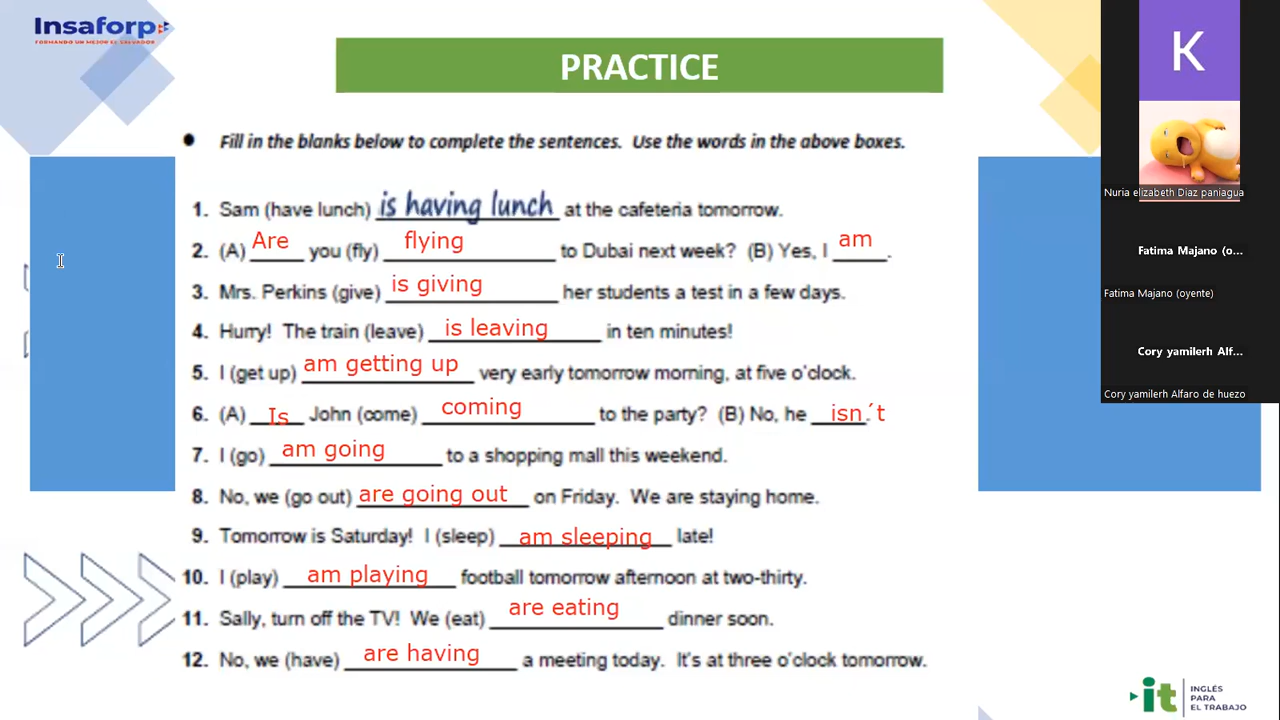 Insaforp
FORMANDO UN MEJOR EL SALVADOR
PRACTICE
Fill in the blanks below to complete the sentences. Use the words in the above boxes.
1. Sam (have lunch) is having lunch at the cafeteria tomorrow.
2. (A) Are you (fly) flying to Dubai next week? (B) Yes, I am.
3. Mrs. Perkins (give) is giving her students a test in a few days.
4. Hurry! The train (leave) is leaving in ten minutes!
5. I (get up) am getting up very early tomorrow morning, at five o'clock.
6. (A) Is John (come) coming to the party? (B) No, he isn´t.
7. I (go) am going to a shopping mall this weekend.
8. No, we (go out) are going out on Friday. We are staying home.
9. Tomorrow is Saturday! I (sleep) am sleeping late!
10. I (play) am playing football tomorrow afternoon at two-thirty.
11. Sally, turn off the TV! We (eat) are eating dinner soon.
12. No, we (have) are having a meeting today. It's at three o'clock tomorrow.
K
Nuria elizabeth Diaz paniagua
Fatima Majano (o...
Fatima Majano (oyente)
Cory yamilerh Alf...
Cory yamilerh Alfaro de huezo
it
INGLÉS
PARA
EL TRABAJO